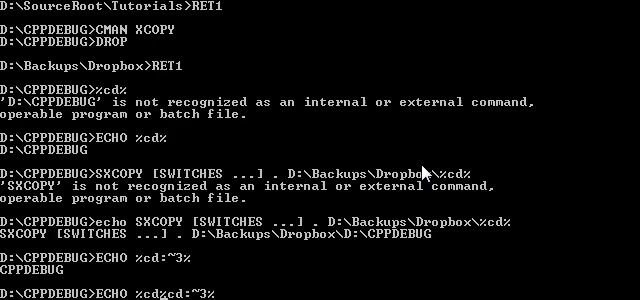 D:\SourceRoot\Tutorials>RET1
D:\CPPDEBUG>CMAN XCOPY
D:\CPPDEBUG>DROP
D:\Backups\Dropbox>RET1
D:\CPPDEBUG>%cd%
'D:\CPPDEBUG' is not recognized as an internal or external command,
operable program or batch file.
D:\CPPDEBUG>ECHO %cd%
D:\CPPDEBUG
D:\CPPDEBUG>SXCOPY [SWITCHES ...] . D:\Backups\Dropbox\%cd%
'SXCOPY' is not recognized as an internal or external command,
operable program or batch file.
D:\CPPDEBUG>echo SXCOPY [SWITCHES ...] . D:\Backups\Dropbox\%cd%
SXCOPY [SWITCHES ...] . D:\Backups\Dropbox\D:\CPPDEBUG
D:\CPPDEBUG>ECHO %cd:~3%
CPPDEBUG
D:\CPPDEBUG>ECHO %cd%cd:~3%